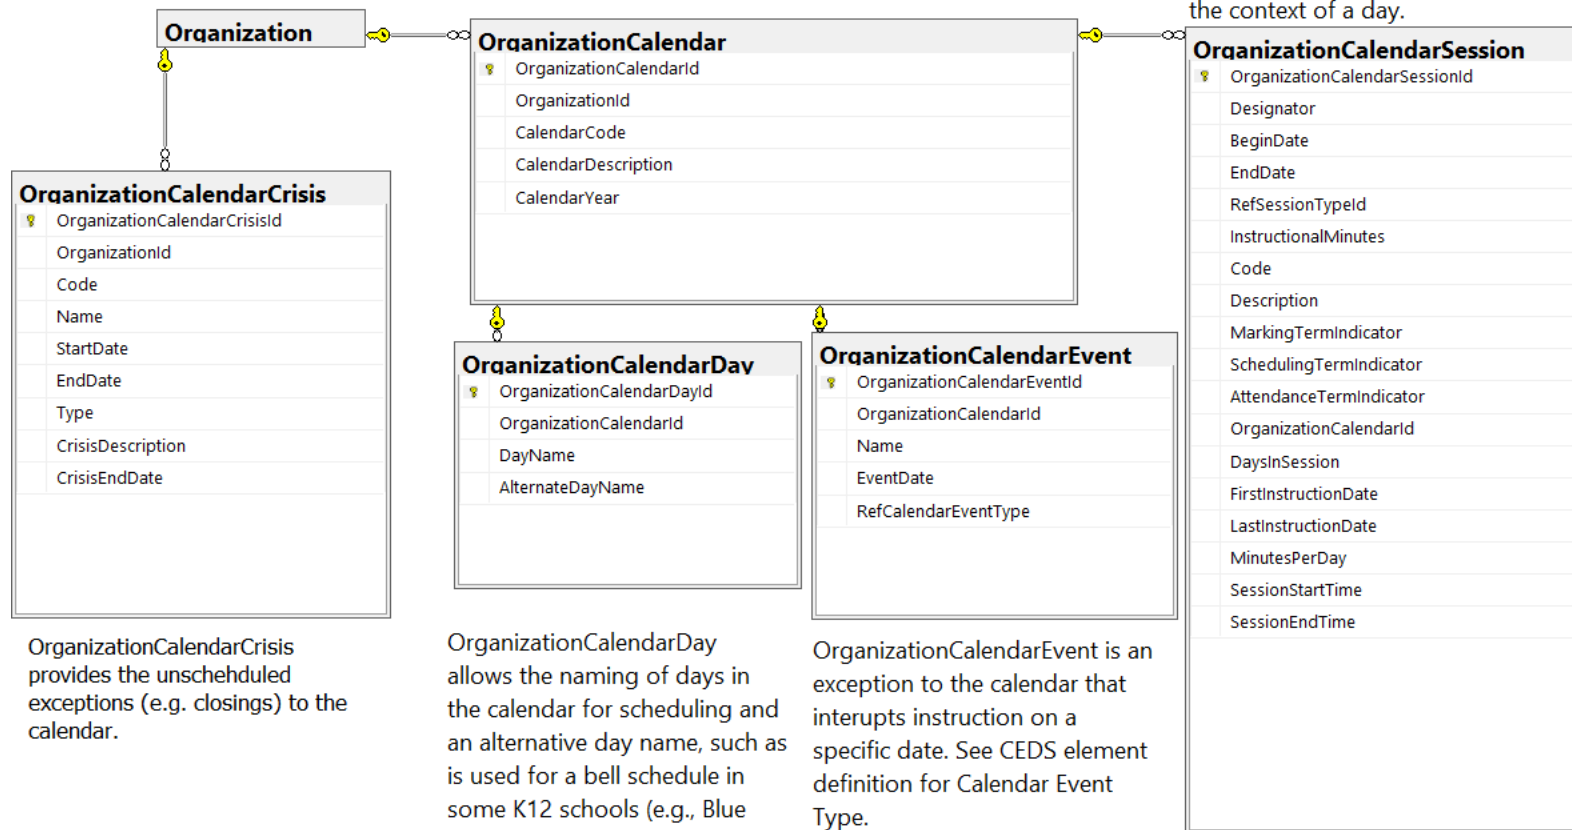 the context of a day.
Organization
OrganizationCalendar
OrganizationCalendarId
OrganizationId
CalendarCode
CalendarDescription
CalendarYear
OrganizationCalendarSession
OrganizationCalendarSessionId
Designator
BeginDate
EndDate
RefSessionTypeId
InstructionalMinutes
Code
Description
MarkingTermIndicator
SchedulingTermIndicator
AttendanceTermIndicator
OrganizationCalendarId
DaysInSession
FirstInstructionDate
LastInstructionDate
MinutesPerDay
SessionStartTime
SessionEndTime
OrganizationCalendarCrisis
OrganizationCalendarCrisisId
OrganizationId
Code
Name
StartDate
EndDate
Type
CrisisDescription
CrisisEndDate
OrganizationCalendarDay
OrganizationCalendarDayId
OrganizationCalendarId
DayName
AlternateDayName
OrganizationCalendarEvent
OrganizationCalendarEventId
OrganizationCalendarId
Name
EventDate
RefCalendarEventType
OrganizationCalendarCrisis
provides the unschehduled
exceptions (e.g. closings) to the
calendar.
OrganizationCalendarDay
allows the naming of days in
the calendar for scheduling and
an alternative day name, such as
is used for a bell schedule in
some K12 schools (e.g., Blue
OrganizationCalendarEvent is an
exception to the calendar that
interupts instruction on a
specific date. See CEDS element
definition for Calendar Event
Type.